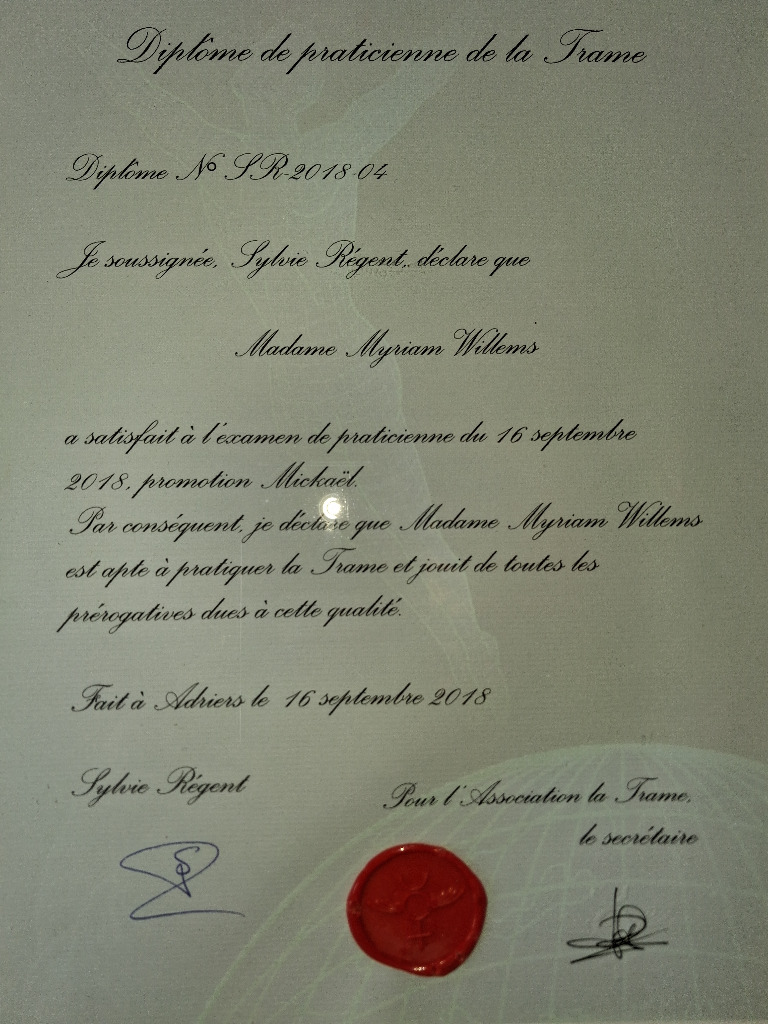 Diplôme de praticienne de la Trame
Diplôme N° SR-2018-04
Je soussignée, Sylvie Régent, déclare que
Madame Myriam Willems
a satisfait à l'examen de praticienne du 16 septembre
2018, promotion Mickaël.
Par conséquent, je déclare que Madame Myriam Willems
est apte à pratiquer la Trame et jouit de toutes les
prérogatives dues à cette qualité.
Fait à Adriers le 16 septembre 2018
Sylvie Régent
Pour l'Association la Trame,
le secrétaire